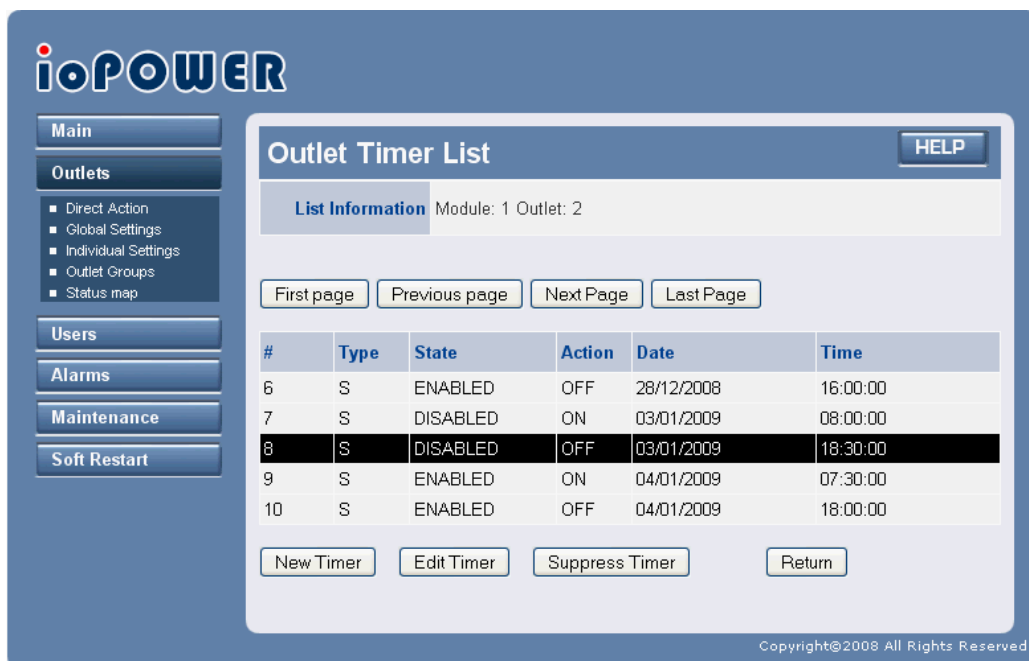 ioPOWER
Main
Outlets
Direct Action
Global Settings
Individual Settings
Outlet Groups
Status map
Users
Alarms
Maintenance
Soft Restart
Outlet Timer List
HELP
List Information Module: 1 Outlet: 2
First page Previous page Next Page Last Page
# Type State Action Date Time
6 S ENABLED OFF 28/12/2008 16:00:00
7 S DISABLED ON 03/01/2009 08:00:00
8 S DISABLED OFF 03/01/2009 18:30:00
9 S ENABLED ON 04/01/2009 07:30:00
10 S ENABLED OFF 04/01/2009 18:00:00
New Timer Edit Timer Suppress Timer Return
Copyright©2008 All Rights Reserved